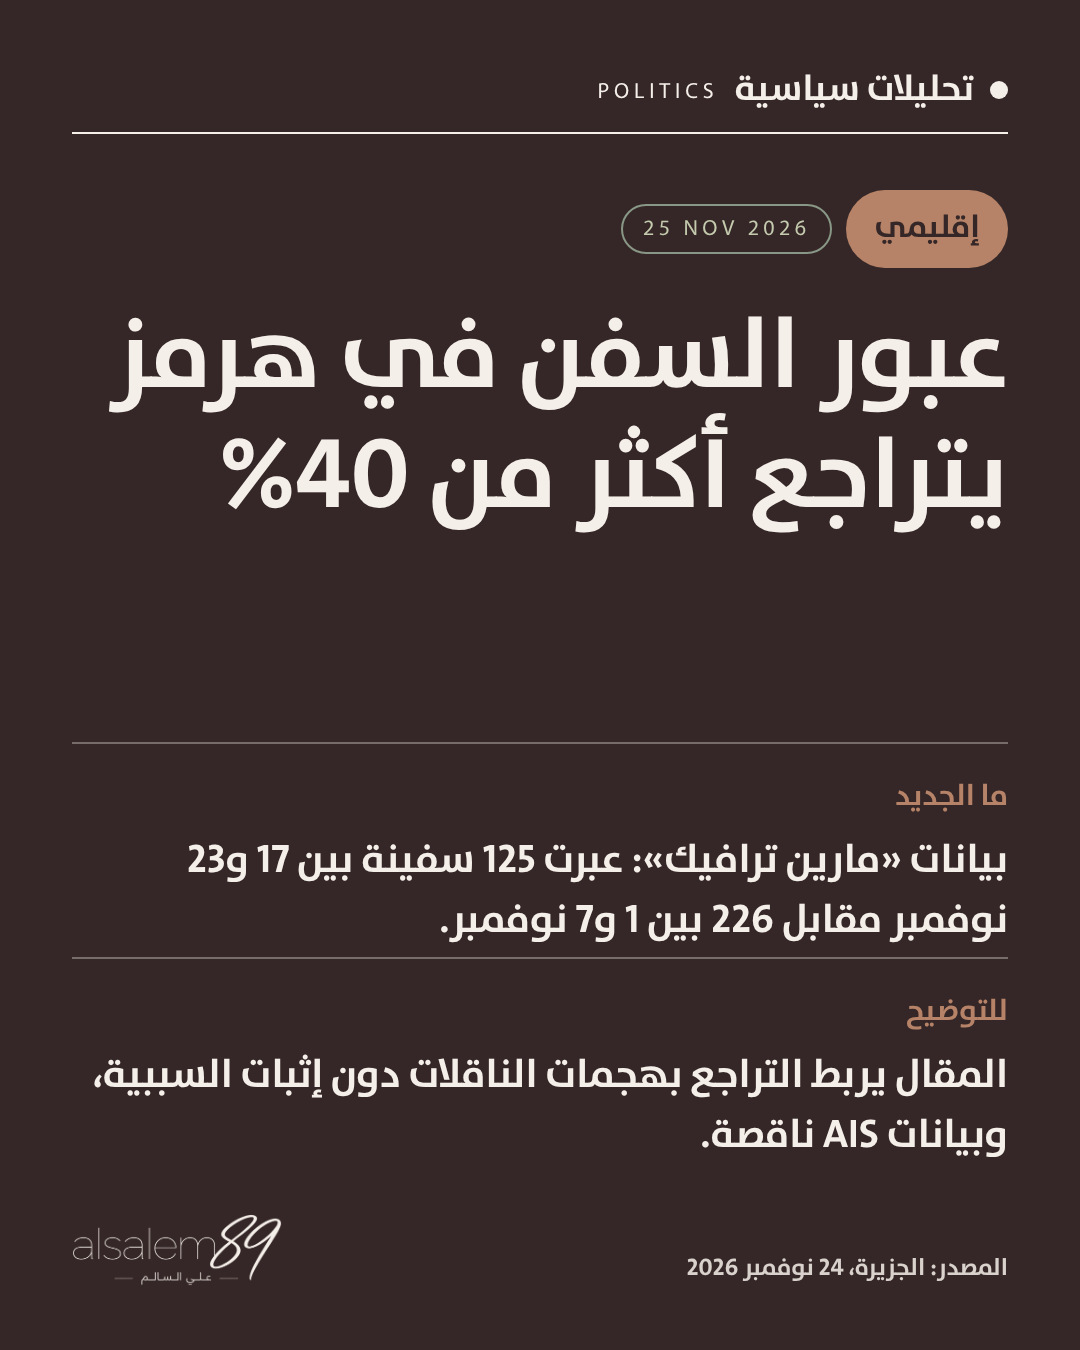 تحليلات سياسية POLITICS
إقليمي 25 NOV 2026
عبور السفن في هرمز
يتراجع أكثر من 40%
ما الجديد
بيانات «مارين ترافيك»: عبرت 125 سفينة بين 17 و23
نوفمبر مقابل 226 بين 1 و7 نوفمبر.
للتوضيح
المقال يربط التراجع بهجمات الناقلات دون إثبات السببية،
وبيانات AIS ناقصة.
المصدر: الجزيرة، 24 نوفمبر 2026
alsalem89
علي السالم